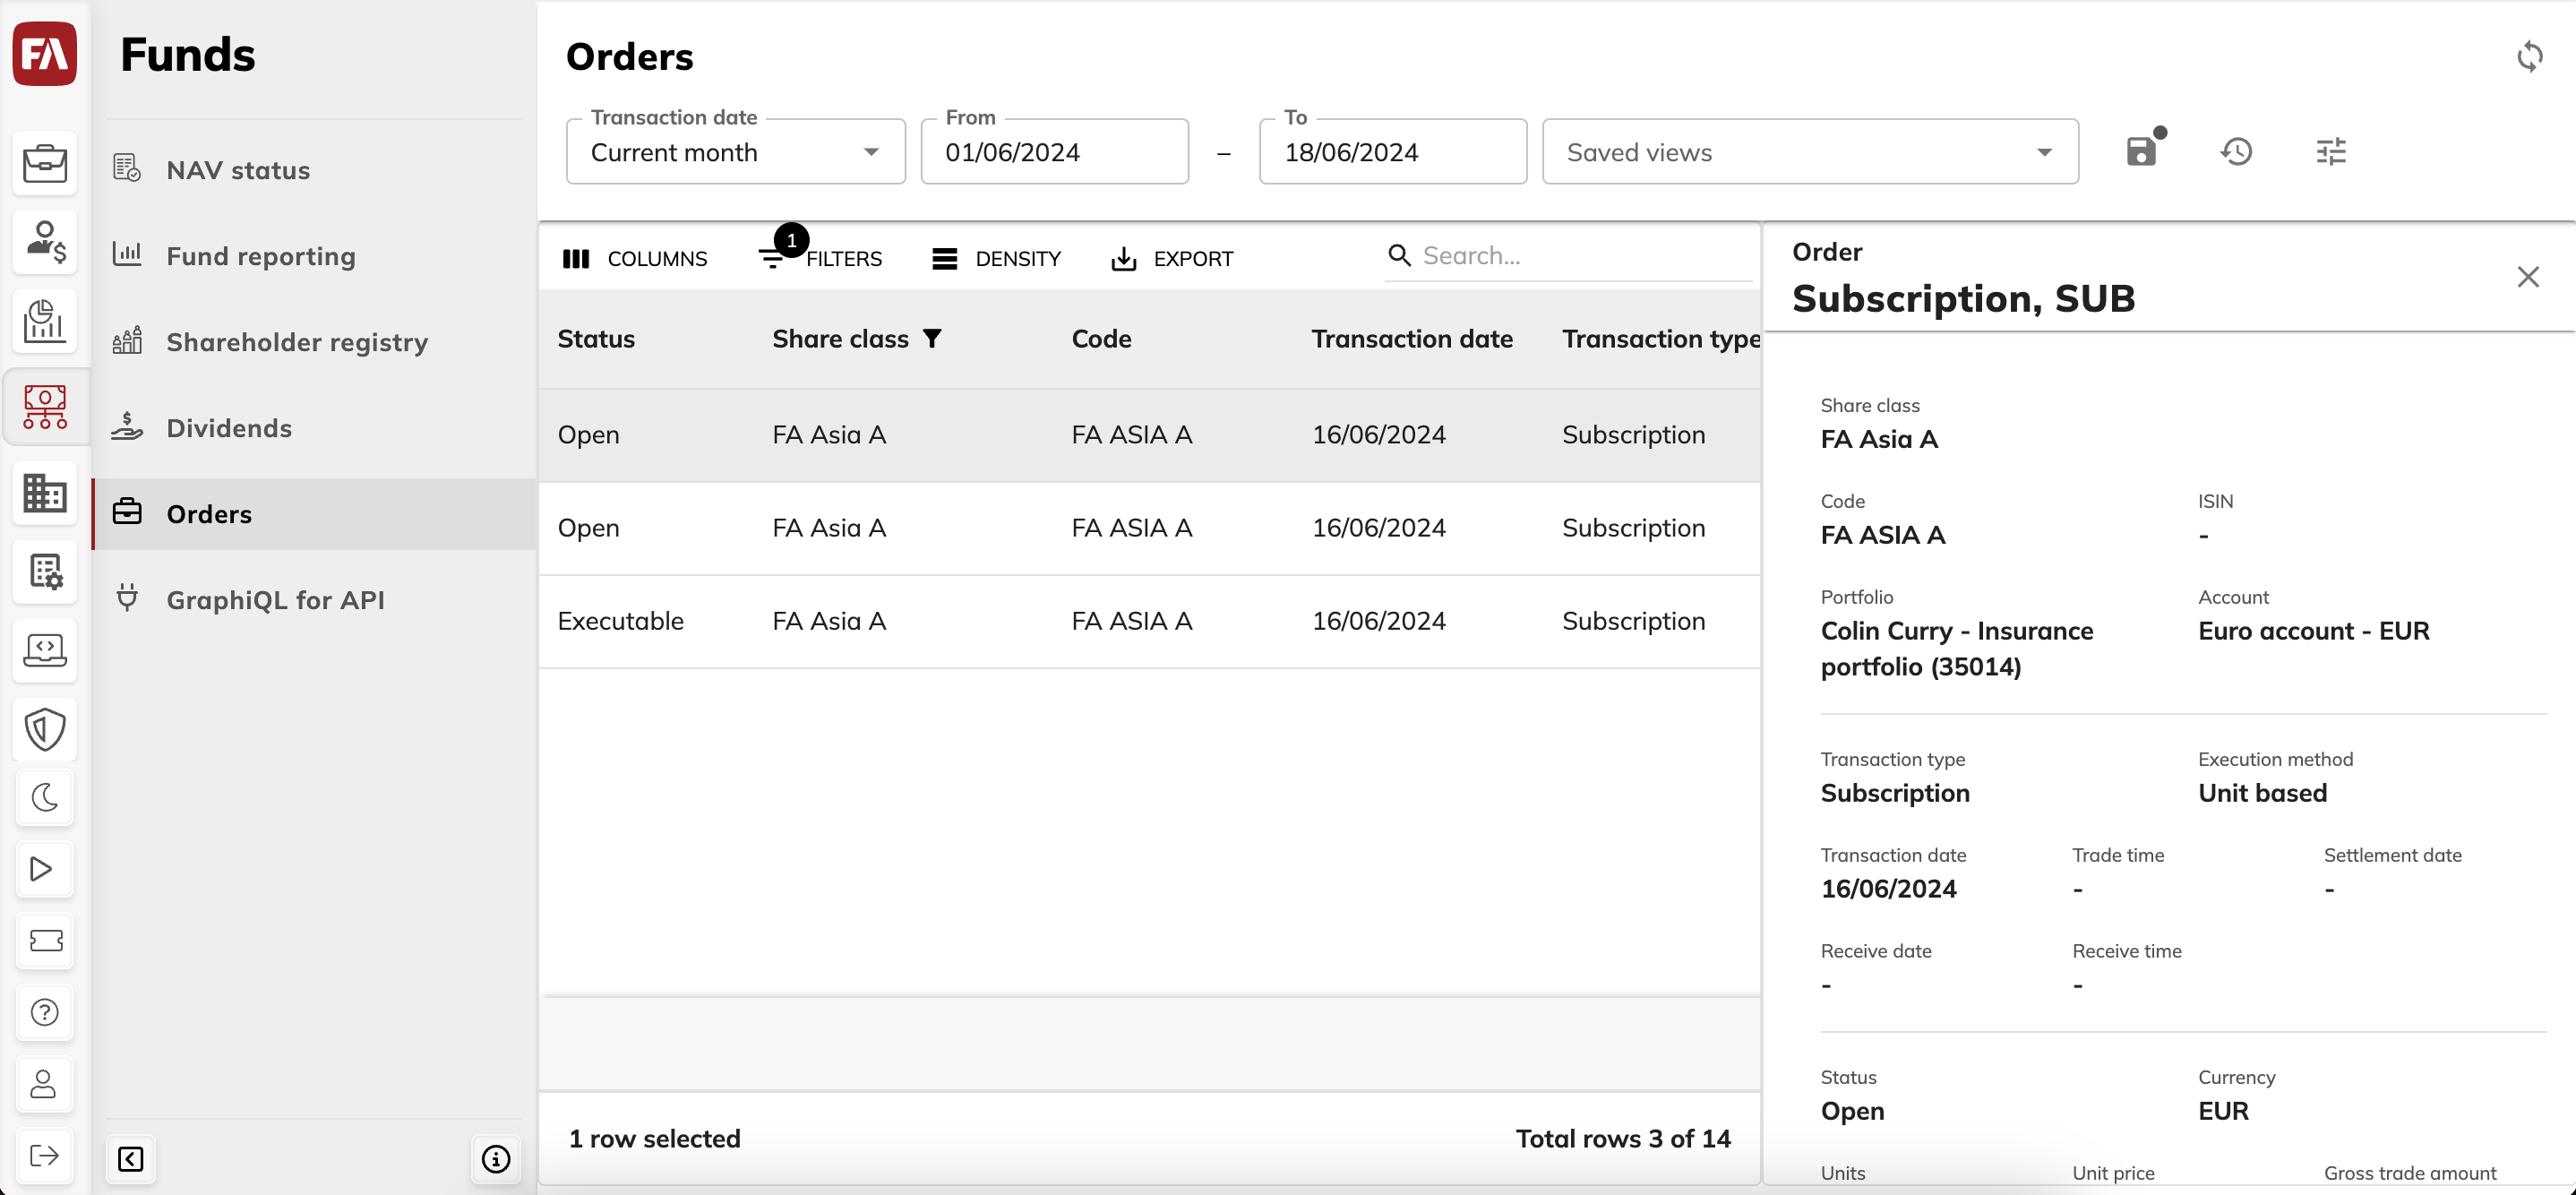 FA
Funds
NAV status
Fund reporting
Shareholder registry
Dividends
Orders
GraphiQL for API
Orders
Transaction date
Current month
From
01/06/2024
–
To
18/06/2024
Saved views
COLUMNS
1
FILTERS
DENSITY
EXPORT
Search...
Status Share class Code Transaction date Transaction type
Open FA Asia A FA ASIA A 16/06/2024 Subscription
Open FA Asia A FA ASIA A 16/06/2024 Subscription
Executable FA Asia A FA ASIA A 16/06/2024 Subscription
1 row selected
Total rows 3 of 14
Order
Subscription, SUB
Share class
FA Asia A
Code ISIN
FA ASIA A -
Portfolio Account
Colin Curry - Insurance Euro account - EUR
portfolio (35014)
Transaction type Execution method
Subscription Unit based
Transaction date Trade time Settlement date
16/06/2024 - -
Receive date Receive time
- -
Status Currency
Open EUR
Units Unit price Gross trade amount